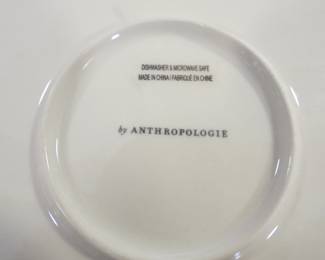 DISHWASHER & MICROWAVE SAFE
MADE IN CHINA / FABRIQUÉ EN CHINE
by ANTHROPOLOGIE